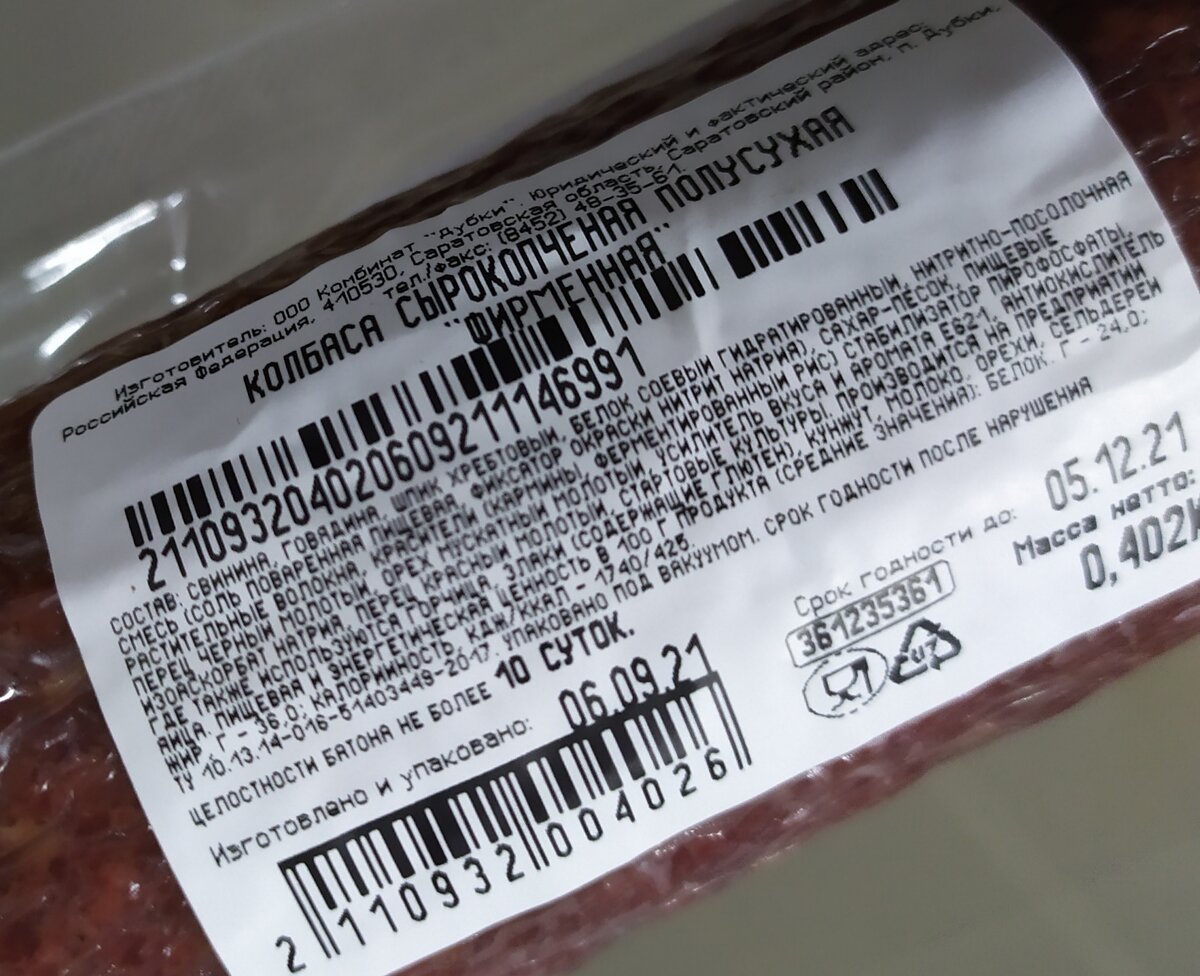 Изготовитель: ООО Комбинат "Дубки". Юридический и фактический адрес:
Российская Федерация, 410530, Саратовская область, Саратовский район, п. Дубки,
тел/факс: (8452) 48-35-61
КОЛБАСА СЫРОКОПЧЕНАЯ ПОЛУСУХАЯ
"ФИРМЕННАЯ"
211093204020609211146991
СОСТАВ: СВИНИНА, ГОВЯДИНА, ШПИК ХРЕБТОВЫЙ, БЕЛОК СОЕВЫЙ ГИДРАТИРОВАННЫЙ, НИТРИТНО-ПОСОЛОЧНАЯ
СМЕСЬ (СОЛЬ ПОВАРЕННАЯ ПИЩЕВАЯ, ФИКСАТОР ОКРАСКИ НИТРИТ НАТРИЯ), САХАР-ПЕСОК, ПИЩЕВЫЕ
РАСТИТЕЛЬНЫЕ ВОЛОКНА, КРАСИТЕЛИ (КАРМИНЫ, ФЕРМЕНТИРОВАННЫЙ РИС) СТАБИЛИЗАТОР ПИРОФОСФАТЫ,
ПЕРЕЦ ЧЕРНЫЙ МОЛОТЫЙ, ОРЕХ МУСКАТНЫЙ МОЛОТЫЙ, УСИЛИТЕЛЬ ВКУСА И АРОМАТА Е621, АНТИОКИСЛИТЕЛЬ
ИЗОАСКОРБАТ НАТРИЯ, ПЕРЕЦ КРАСНЫЙ МОЛОТЫЙ, СТАРТОВЫЕ КУЛЬТУРЫ. ПРОИЗВОДИТСЯ НА ПРЕДПРИЯТИИ
ГДЕ ТАКЖЕ ИСПОЛЬЗУЮТСЯ ГОРЧИЦА, ЗЛАКИ (СОДЕРЖАЩИЕ ГЛЮТЕН), КУНЖУТ, МОЛОКО, ОРЕХИ, СЕЛЬДЕРЕЙ
ЯЙЦА. ПИЩЕВАЯ И ЭНЕРГЕТИЧЕСКАЯ ЦЕННОСТЬ В 100 Г ПРОДУКТА (СРЕДНИЕ ЗНАЧЕНИЯ): БЕЛОК, Г - 24,0;
ЖИР, Г - 36,0; КАЛОРИЙНОСТЬ, КДЖ/ККАЛ - 1740/425
ТУ 10.13.14-016-51403449-2017. УПАКОВАНО ПОД ВАКУУМОМ. СРОК ГОДНОСТИ ПОСЛЕ НАРУШЕНИЯ
ЦЕЛОСТНОСТИ БАТОНА НЕ БОЛЕЕ 10 СУТОК.
Изготовлено и упаковано: 06.09.21
Срок годности до: 05.12.21
361235361
Масса нетто:
0,402
2 110932 004026